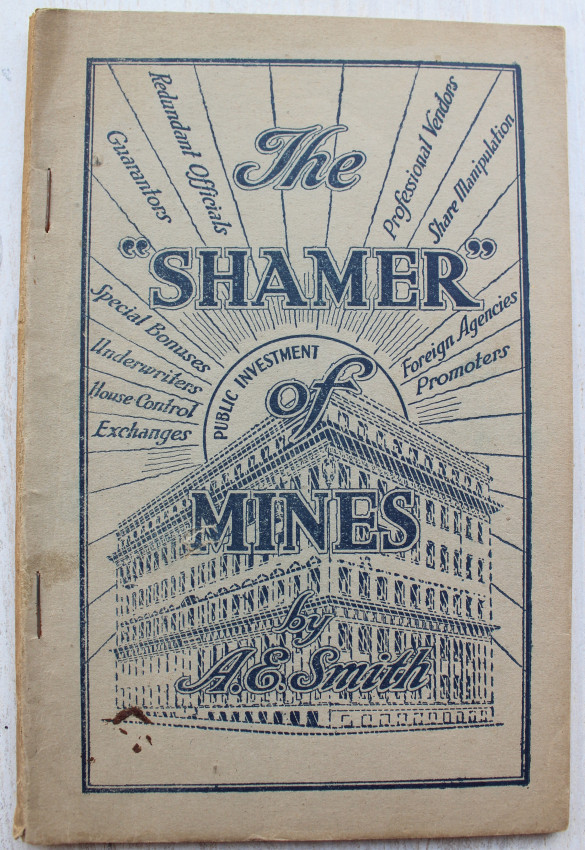 The
"SHAMER"
of
MINES
by
A.E. Smith
PUBLIC INVESTMENT
Guarantors
Redundant Officials
Professional Vendors
Share Manipulation
Special Bonuses
Underwriters
House Control
Exchanges
Foreign Agencies
Promoters